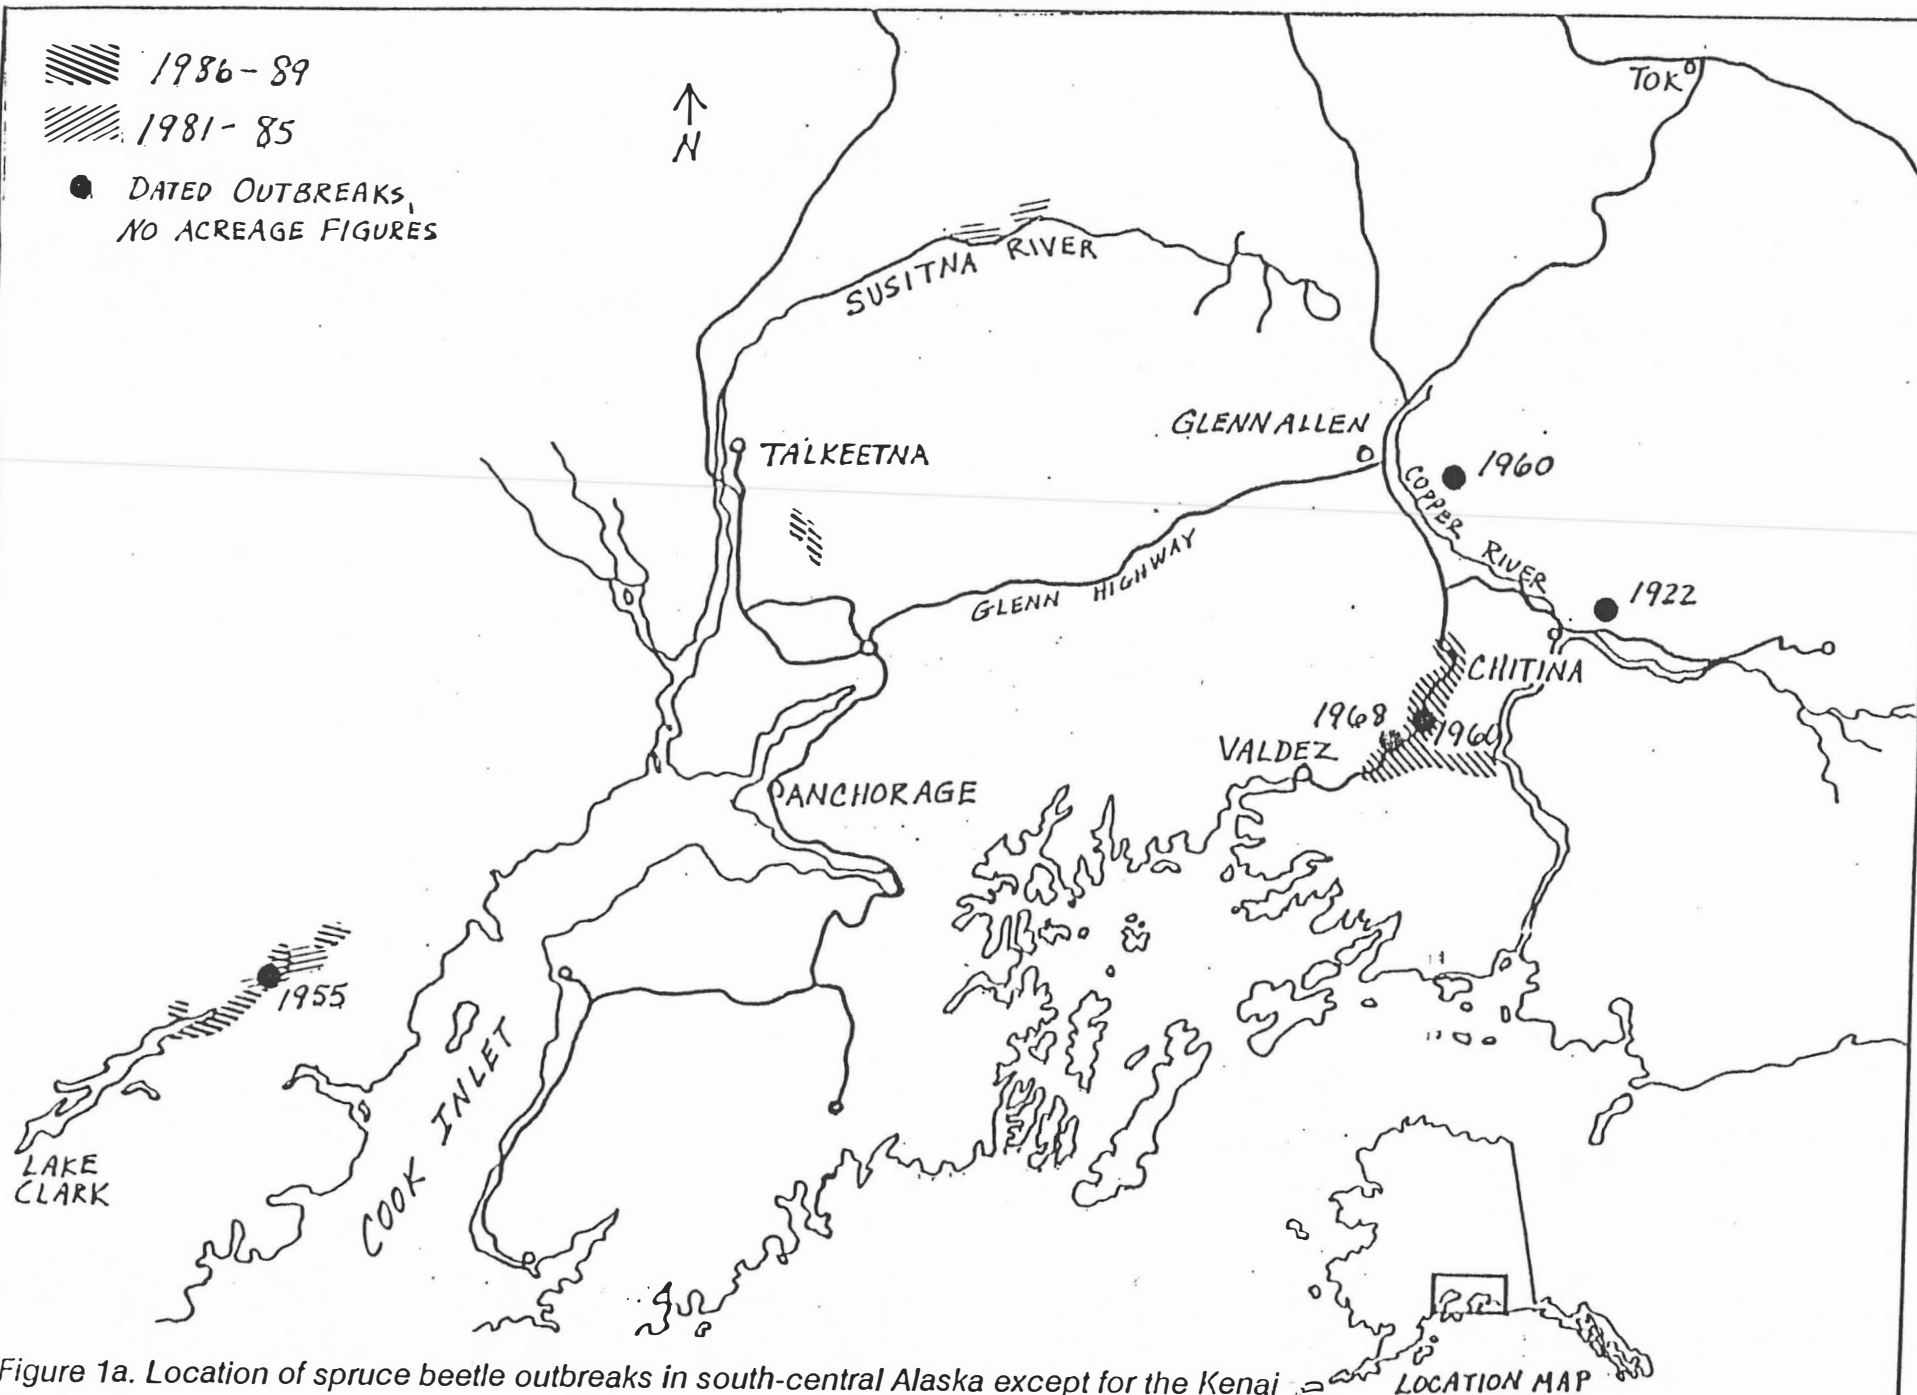 1986-89
1981-85
DATED OUTBREAKS,
NO ACREAGE FIGURES
N
TOK
SUSITNA RIVER
GLENNALLEN
TALKEETNA
1960
COPPER RIVER
GLENN HIGHWAY
1922
CHITINA
1968
1960
VALDEZ
ANCHORAGE
1955
COOK INLET
LAKE
CLARK
Figure 1a. Location of spruce beetle outbreaks in south-central Alaska except for the Kenai
LOCATION MAP